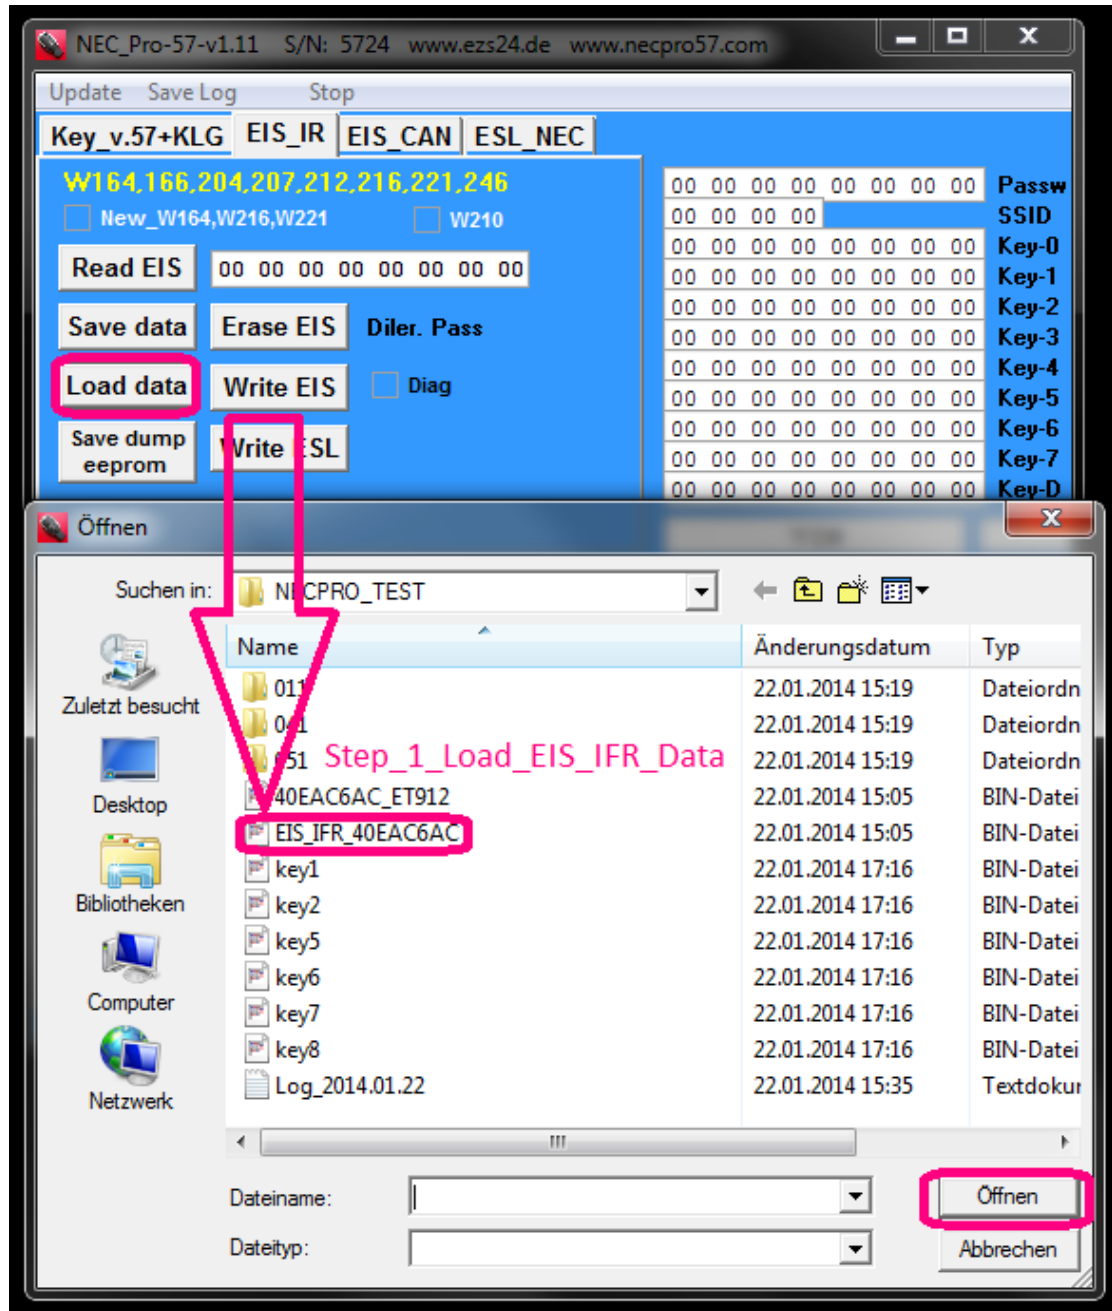 NEC_Pro-57-v1.11 S/N: 5724 www.ezs24.de www.necpro57.com
Update Save Log Stop
Key_v.57+KLG EIS_IR EIS_CAN ESL_NEC
W164,166,204,207,212,216,221,246
New_W164,W216,W221 W210
Read EIS 00 00 00 00 00 00 00 00
Save data Erase EIS Diler. Pass
Load data Write EIS Diag
Save dump eeprom Write ESL
00 00 00 00 00 00 00 00 Passw
00 00 00 00 SSID
00 00 00 00 00 00 00 00 Key-0
00 00 00 00 00 00 00 00 Key-1
00 00 00 00 00 00 00 00 Key-2
00 00 00 00 00 00 00 00 Key-3
00 00 00 00 00 00 00 00 Key-4
00 00 00 00 00 00 00 00 Key-5
00 00 00 00 00 00 00 00 Key-6
00 00 00 00 00 00 00 00 Key-7
00 00 00 00 00 00 00 00 Key-D
Öffnen
Suchen in: NECPRO_TEST
Zuletzt besucht
Desktop
Bibliotheken
Computer
Netzwerk
Name Änderungsdatum Typ
011 22.01.2014 15:19 Dateiordn
041 22.01.2014 15:19 Dateiordn
051 22.01.2014 15:19 Dateiordn
Step_1_Load_EIS_IFR_Data
40EAC6AC_ET912 22.01.2014 15:05 BIN-Datei
EIS_IFR_40EAC6AC 22.01.2014 15:05 BIN-Datei
key1 22.01.2014 17:16 BIN-Datei
key2 22.01.2014 17:16 BIN-Datei
key5 22.01.2014 17:16 BIN-Datei
key6 22.01.2014 17:16 BIN-Datei
key7 22.01.2014 17:16 BIN-Datei
key8 22.01.2014 17:16 BIN-Datei
Log_2014.01.22 22.01.2014 15:35 Textdokur
Dateiname: Öffnen
Dateityp: Abbrechen